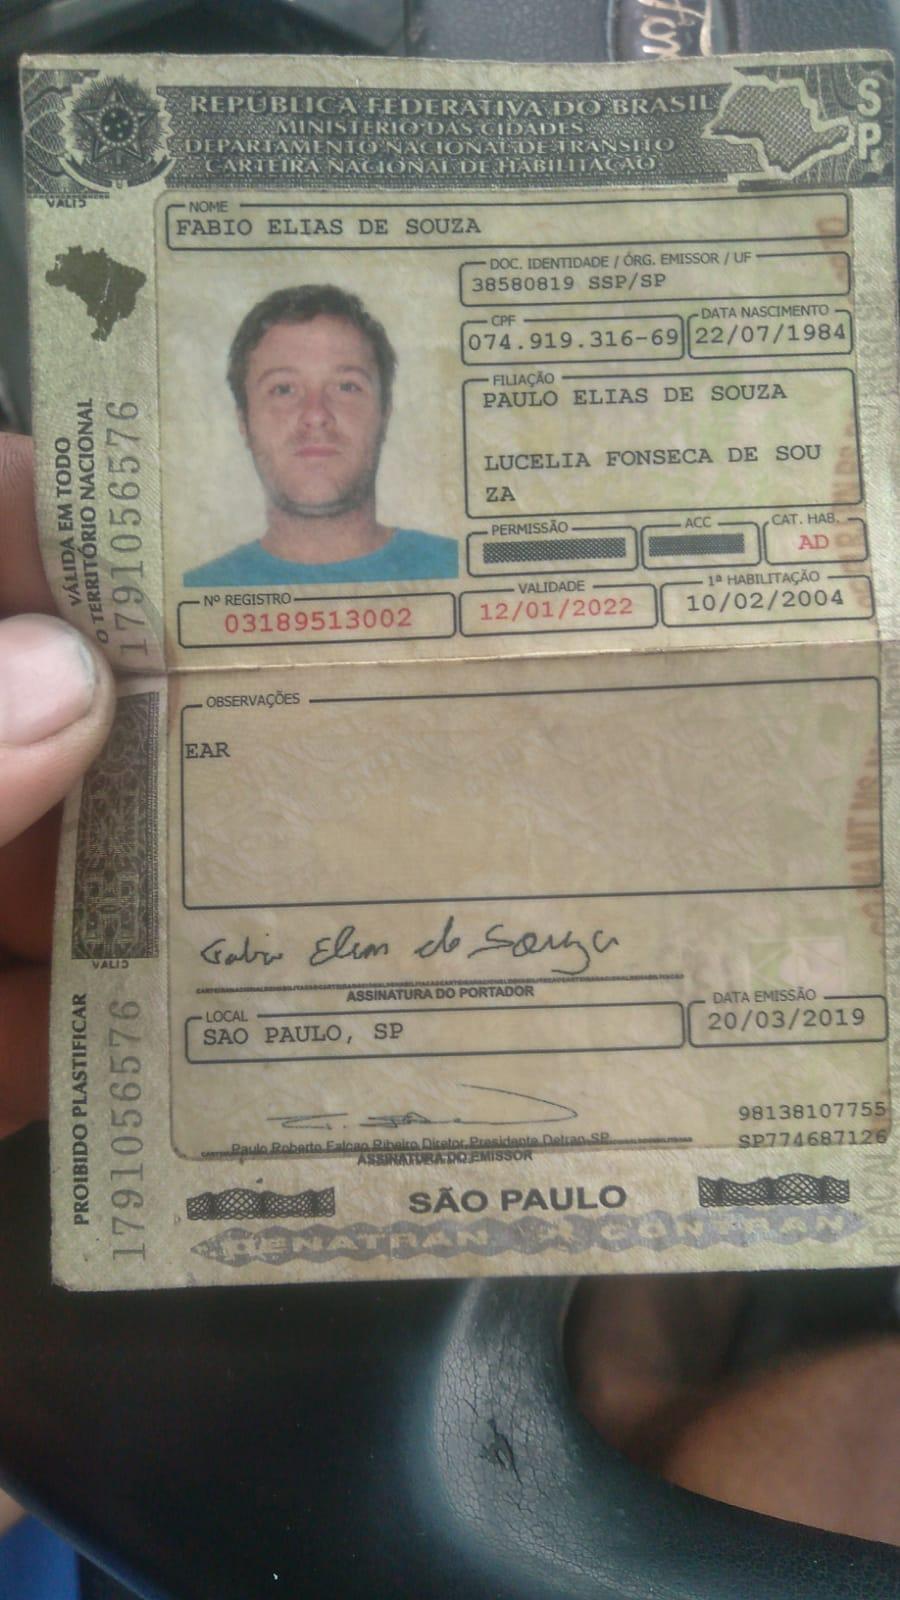 REPÚBLICA FEDERATIVA DO BRASIL
MINISTÉRIO DAS CIDADES
DEPARTAMENTO NACIONAL DE TRÂNSITO
CARTEIRA NACIONAL DE HABILITAÇÃO
SP
VALID
NOME
FABIO ELIAS DE SOUZA
DOC. IDENTIDADE / ÓRG. EMISSOR / UF
38580819 SSP/SP
CPF
074.919.316-69
DATA NASCIMENTO
22/07/1984
FILIAÇÃO
PAULO ELIAS DE SOUZA
LUCELIA FONSECA DE SOU
ZA
PERMISSÃO
ACC
CAT. HAB.
AD
Nº REGISTRO
03189513002
VALIDADE
12/01/2022
1ª HABILITAÇÃO
10/02/2004
VÁLIDA EM TODO
O TERRITÓRIO NACIONAL
1791056576
OBSERVAÇÕES
EAR
VALID
Fabio Elias de Souza
ASSINATURA DO PORTADOR
LOCAL
SAO PAULO, SP
DATA EMISSÃO
20/03/2019
PROIBIDO PLASTIFICAR
1791056576
98138107755
SP774687126
Paulo Roberto Falcao Ribeiro Diretor Presidente Detran-SP
ASSINATURA DO EMISSOR
SÃO PAULO
DENATRAN CONTRAN